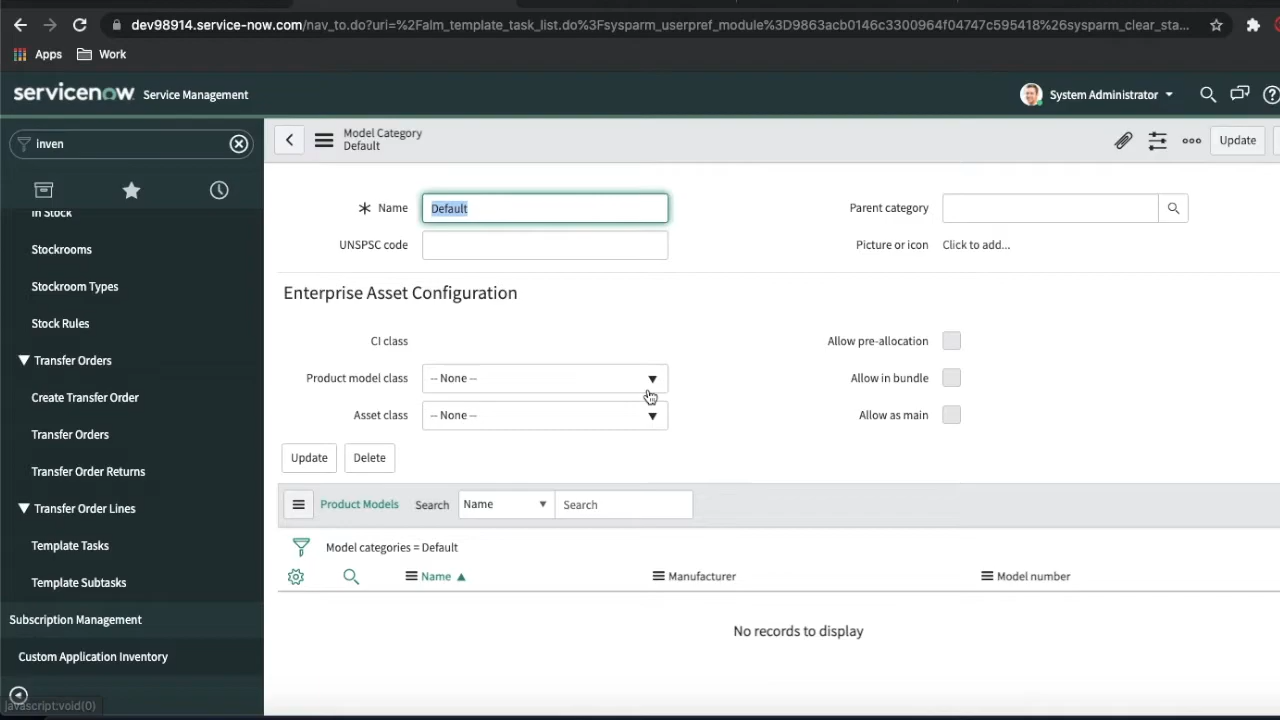 dev98914.service-now.com/nav_to.do?uri=%2Falm_template_task_list.do%3Fsysparm_userpref_module%3D9863acb0146c3300964f04747c595418%26sysparm_clear_sta...
Apps Work
servicenow Service Management System Administrator
inven
Model Category
Default
Update
In Stock
Stockrooms
Stockroom Types
Stock Rules
Transfer Orders
Create Transfer Order
Transfer Orders
Transfer Order Returns
Transfer Order Lines
Template Tasks
Template Subtasks
Subscription Management
Custom Application Inventory
javascript:void(0)
Name Default Parent category
UNSPSC code Picture or icon Click to add...
Enterprise Asset Configuration
CI class Allow pre-allocation
Product model class -- None -- Allow in bundle
Asset class -- None -- Allow as main
Update Delete
Product Models Search Name Search
Model categories = Default
Name Manufacturer Model number
No records to display